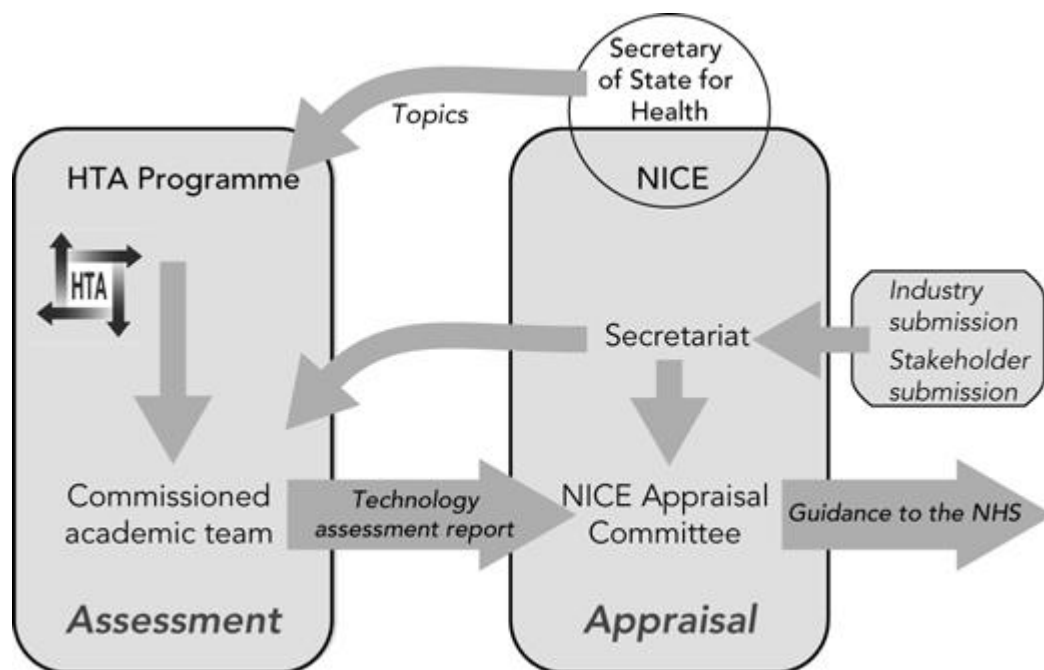 Secretary
of State for
Health
Topics
HTA Programme
NICE
HTA
Industry
submission
Stakeholder
submission
Secretariat
Commissioned
academic team
Technology
assessment report
NICE Appraisal
Committee
Guidance to the NHS
Assessment
Appraisal